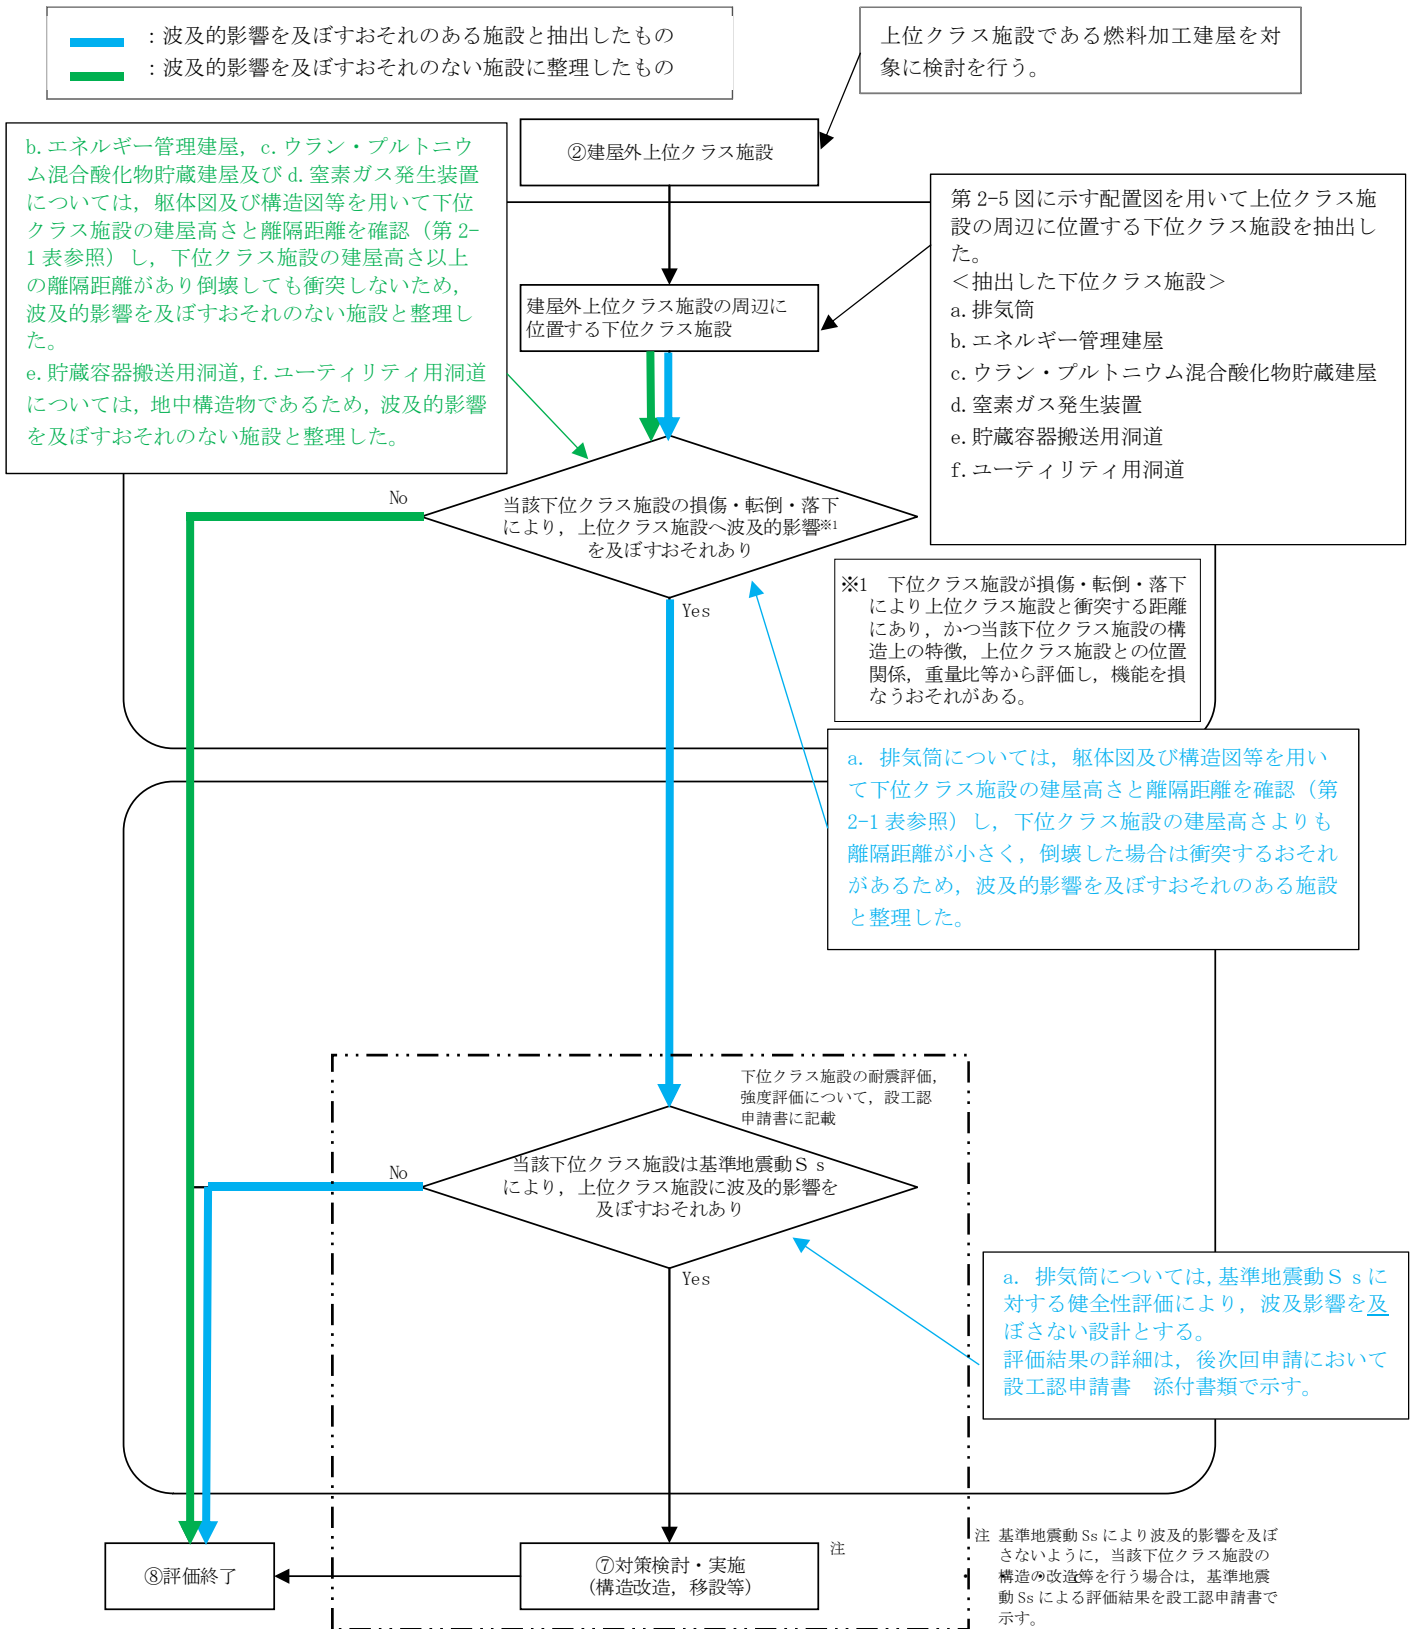 ：波及的影響を及ぼすおそれのある施設と抽出したもの
：波及的影響を及ぼすおそれのない施設に整理したもの
上位クラス施設である燃料加工建屋を対
象に検討を行う。
b.エネルギー管理建屋，c.ウラン・プルトニウ
ム混合酸化物貯蔵建屋及びd.窒素ガス発生装置
については，躯体図及び構造図等を用いて下位
クラス施設の建屋高さと離隔距離を確認（第2-
1表参照）し，下位クラス施設の建屋高さ以上
の離隔距離があり倒壊しても衝突しないため，
波及的影響を及ぼすおそれのない施設と整理し
た。
e.貯蔵容器搬送用洞道，f.ユーティリティ用洞道
については，地中構造物であるため，波及的影響
を及ぼすおそれのない施設と整理した。
②建屋外上位クラス施設
第2-5図に示す配置図を用いて上位クラス施
設の周辺に位置する下位クラス施設を抽出し
た。
＜抽出した下位クラス施設＞
a.排気筒
b.エネルギー管理建屋
c.ウラン・プルトニウム混合酸化物貯蔵建屋
d.窒素ガス発生装置
e.貯蔵容器搬送用洞道
f.ユーティリティ用洞道
建屋外上位クラス施設の周辺に
位置する下位クラス施設
No
当該下位クラス施設の損傷・転倒・落下
により，上位クラス施設へ波及的影響※1
を及ぼすおそれあり
Yes
※1　下位クラス施設が損傷・転倒・落下
により上位クラス施設と衝突する距離
にあり，かつ当該下位クラス施設の構
造上の特徴，上位クラス施設との位置
関係，重量比等から評価し，機能を損
なうおそれがある。
a. 排気筒については，躯体図及び構造図等を用い
て下位クラス施設の建屋高さと離隔距離を確認（第
2-1表参照）し，下位クラス施設の建屋高さよりも
離隔距離が小さく，倒壊した場合は衝突するおそれ
があるため，波及的影響を及ぼすおそれのある施設
と整理した。
下位クラス施設の耐震評価，
強度評価について，設工認
申請書に記載
No
当該下位クラス施設は基準地震動Ｓｓ
により，上位クラス施設に波及的影響を
及ぼすおそれあり
Yes
a. 排気筒については，基準地震動Ｓｓに
対する健全性評価により，波及影響を及
ぼさない設計とする。
評価結果の詳細は，後次回申請において
設工認申請書　添付書類で示す。
⑧評価終了
⑦対策検討・実施
（構造改造，移設等）
注
注 基準地震動Ssにより波及的影響を及ぼ
さないように，当該下位クラス施設の
構造の改造等を行う場合は，基準地震
動Ssによる評価結果を設工認申請書で
示す。